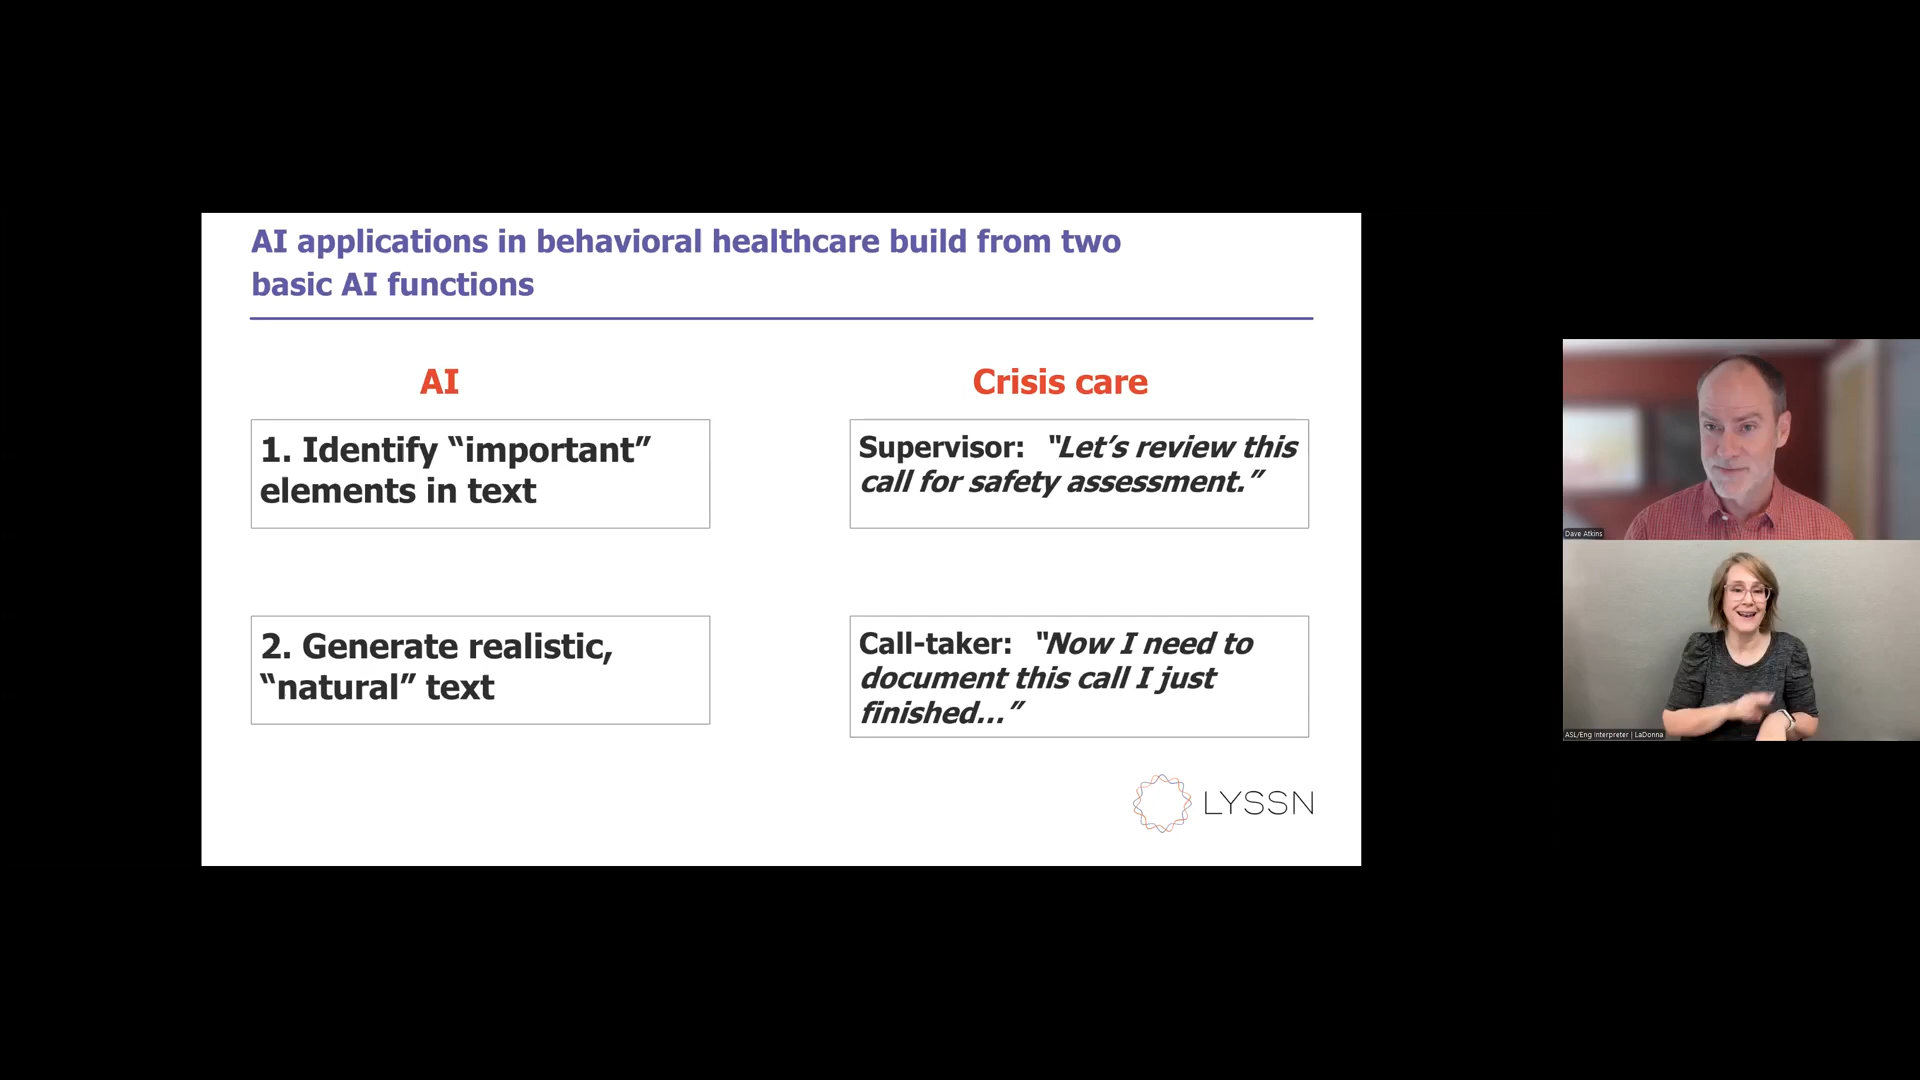 AI applications in behavioral healthcare build from two
basic AI functions
AI
Crisis care
1. Identify “important”
elements in text
Supervisor: “Let’s review this
call for safety assessment.”
2. Generate realistic,
“natural” text
Call-taker: “Now I need to
document this call I just
finished…”
LYSSN
Dave Atkins
ASL/Eng Interpreter | LaDonna